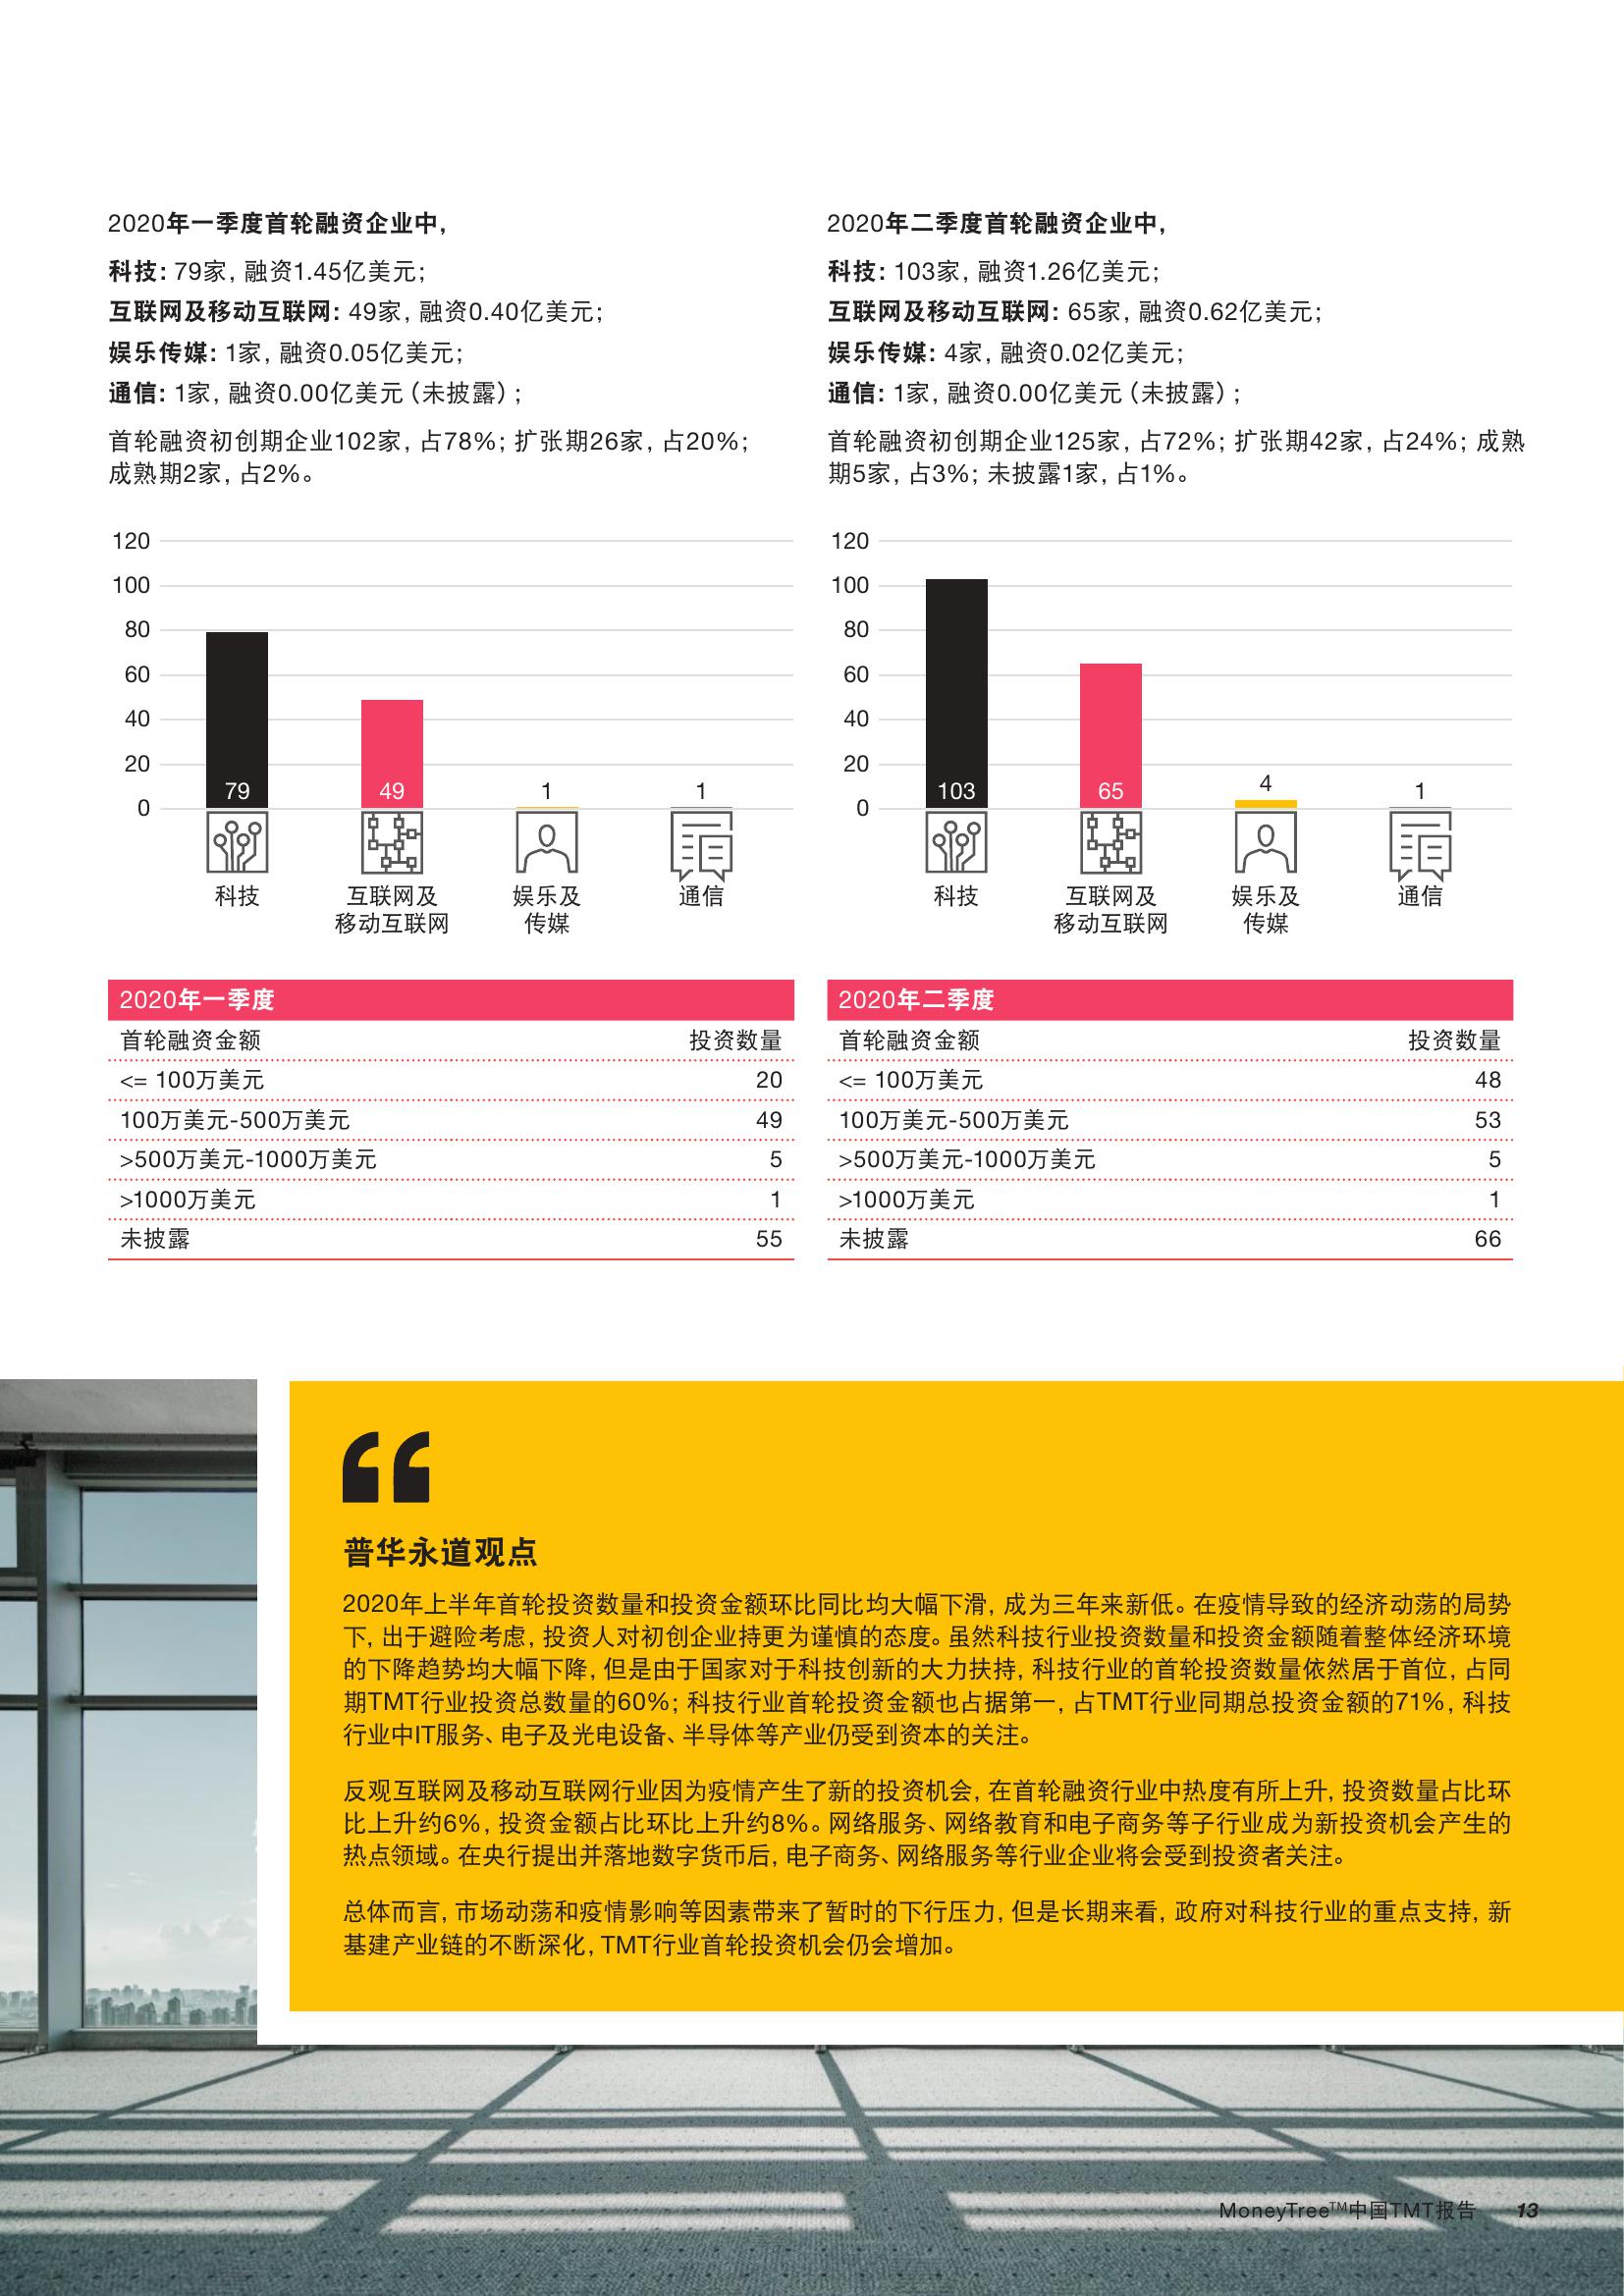 2020年一季度首轮融资企业中，
科技：79家，融资1.45亿美元；
互联网及移动互联网：49家，融资0.40亿美元；
娱乐传媒：1家，融资0.05亿美元；
通信：1家，融资0.00亿美元（未披露）；
首轮融资初创期企业102家，占78%；扩张期26家，占20%；
成熟期2家，占2%。
120
100
80
60
40
20
0
79
49
1
1
科技
互联网及
移动互联网
娱乐及
传媒
通信
2020年一季度
首轮融资金额 投资数量
<= 100万美元 20
100万美元-500万美元 49
>500万美元-1000万美元 5
>1000万美元 1
未披露 55
2020年二季度首轮融资企业中，
科技：103家，融资1.26亿美元；
互联网及移动互联网：65家，融资0.62亿美元；
娱乐传媒：4家，融资0.02亿美元；
通信：1家，融资0.00亿美元（未披露）；
首轮融资初创期企业125家，占72%；扩张期42家，占24%；成熟
期5家，占3%；未披露1家，占1%。
120
100
80
60
40
20
0
103
65
4
1
科技
互联网及
移动互联网
娱乐及
传媒
通信
2020年二季度
首轮融资金额 投资数量
<= 100万美元 48
100万美元-500万美元 53
>500万美元-1000万美元 5
>1000万美元 1
未披露 66
“
普华永道观点
2020年上半年首轮投资数量和投资金额环比同比均大幅下滑，成为三年来新低。在疫情导致的经济动荡的局势
下，出于避险考虑，投资人对初创企业持更为谨慎的态度。虽然科技行业投资数量和投资金额随着整体经济环境
的下降趋势均大幅下降，但是由于国家对于科技创新的大力扶持，科技行业的首轮投资数量依然居于首位，占同
期TMT行业投资总数量的60%；科技行业首轮投资金额也占据第一，占TMT行业同期总投资金额的71%，科技
行业中IT服务、电子及光电设备、半导体等产业仍受到资本的关注。
反观互联网及移动互联网行业因为疫情产生了新的投资机会，在首轮融资行业中热度有所上升，投资数量占比环
比上升约6%，投资金额占比环比上升约8%。网络服务、网络教育和电子商务等子行业成为新投资机会产生的
热点领域。在央行提出并落地数字货币后，电子商务、网络服务等行业企业将会受到投资者关注。
总体而言，市场动荡和疫情影响等因素带来了暂时的下行压力，但是长期来看，政府对科技行业的重点支持，新
基建产业链的不断深化，TMT行业首轮投资机会仍会增加。
MoneyTree™中国TMT报告 13